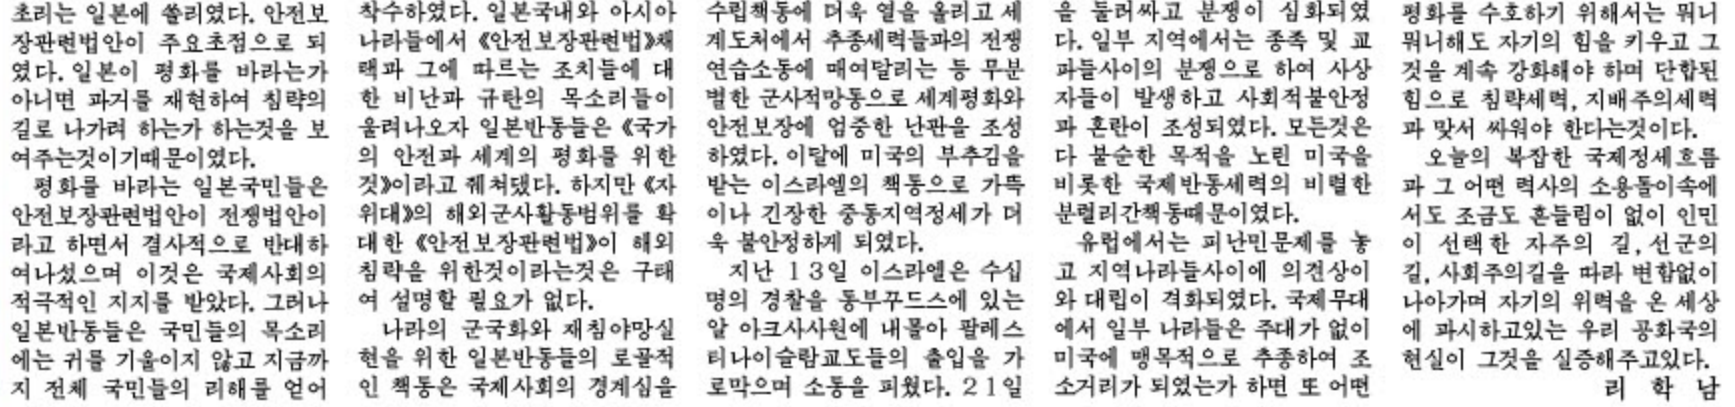 초리는 일본에 쏠리였다. 안전보
장관련법안이 주요초점으로 되
였다. 일본이 평화를 바라는가
아니면 과거를 재현하여 침략의
길로 나가려 하는가 하는것을 보
여주는것이기때문이였다.
평화를 바라는 일본국민들은
안전보장관련법안이 전쟁법안이
라고 하면서 결사적으로 반대하
여나섰으며 이것은 국제사회의
적극적인 지지를 받았다. 그러나
일본반동들은 국민들의 목소리
에는 귀를 기울이지 않고 지금까
지 전체 국민들의 리해를 얻어
착수하였다. 일본국내와 아시아
나라들에서 《안전보장관련법》채
택과 그에 따르는 조치들에 대
한 비난과 규탄의 목소리들이
울려나오자 일본반동들은 《국가
의 안전과 세계의 평화를 위한
것》이라고 줴쳐댔다. 하지만 《자
위대》의 해외군사활동범위를 확
대한 《안전보장관련법》이 해외
침략을 위한것이라는것은 구태
여 설명할 필요가 없다.
나라의 군국화와 재침야망실
현을 위한 일본반동들의 로골적
인 책동은 국제사회의 경계심을
수립책동에 더욱 열을 올리고 세
계도처에서 추종세력들과의 전쟁
연습소동에 매여달리는 등 무분
별한 군사적망동으로 세계평화와
안전보장에 엄중한 난관을 조성
하였다. 이달에 미국의 부추김을
받는 이스라엘의 책동으로 가뜩
이나 긴장한 중동지역정세가 더
욱 불안정하게 되였다.
지난 13일 이스라엘은 수십
명의 경찰을 동부꾸드스에 있는
알 아크사사원에 내몰아 팔레스
티나이슬람교도들의 출입을 가
로막으며 소동을 피웠다. 21일
을 둘러싸고 분쟁이 심화되였
다. 일부 지역에서는 종족 및 교
파들사이의 분쟁으로 하여 사상
자들이 발생하고 사회적불안정
과 혼란이 조성되였다. 모든것은
다 불순한 목적을 노린 미국을
비롯한 국제반동세력의 비렬한
분렬리간책동때문이였다.
유럽에서는 피난민문제를 놓
고 지역나라들사이에 의견상이
와 대립이 격화되였다. 국제무대
에서 일부 나라들은 주대가 없이
미국에 맹목적으로 추종하여 조
소거리가 되였는가 하면 또 어떤
평화를 수호하기 위해서는 뭐니
뭐니해도 자기의 힘을 키우고 그
것을 계속 강화해야 하며 단합된
힘으로 침략세력, 지배주의세력
과 맞서 싸워야 한다는것이다.
오늘의 복잡한 국제정세흐름
과 그 어떤 력사의 소용돌이속에
서도 조금도 흔들림이 없이 인민
이 선택한 자주의 길, 선군의
길, 사회주의길을 따라 변함없이
나아가며 자기의 위력을 온 세상
에 과시하고있는 우리 공화국의
현실이 그것을 실증해주고있다.
리 학 남